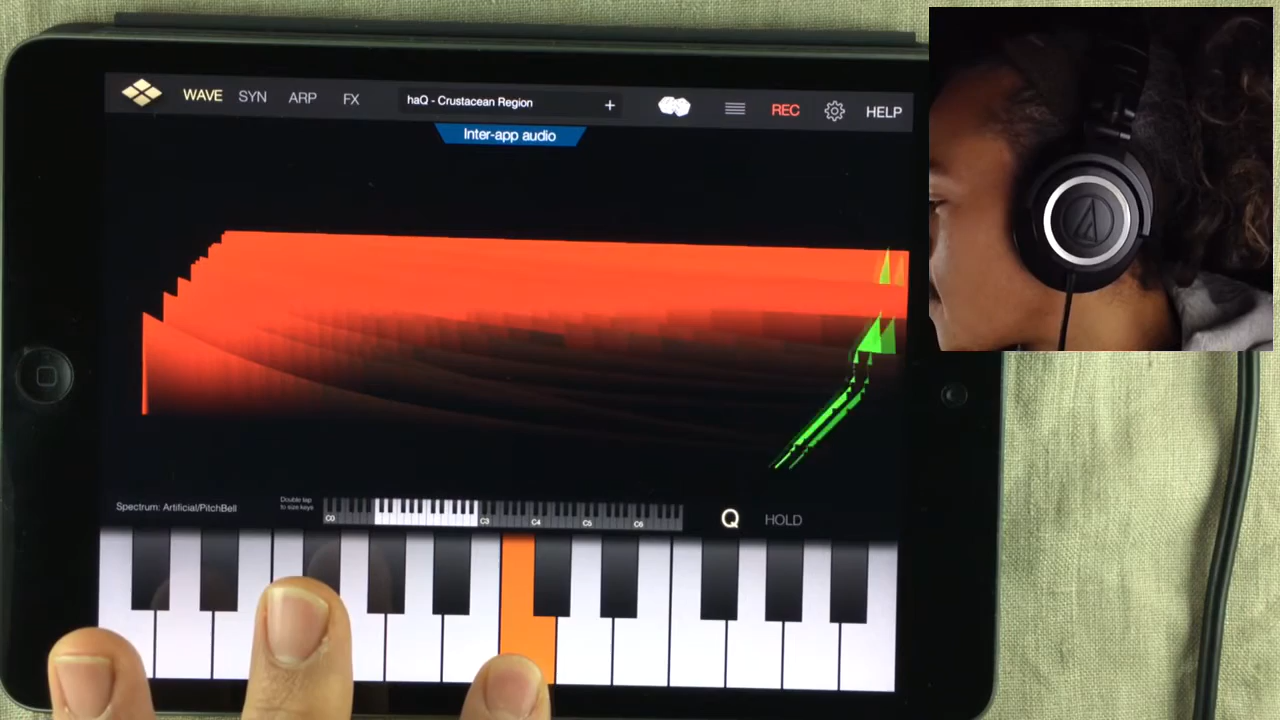 WAVE SYN ARP FX haQ - Crustacean Region + REC HELP
Inter-app audio
Spectrum: Artificial/PitchBell
Double tap
to size keys
C0 C3 C4 C5 C6
Q HOLD